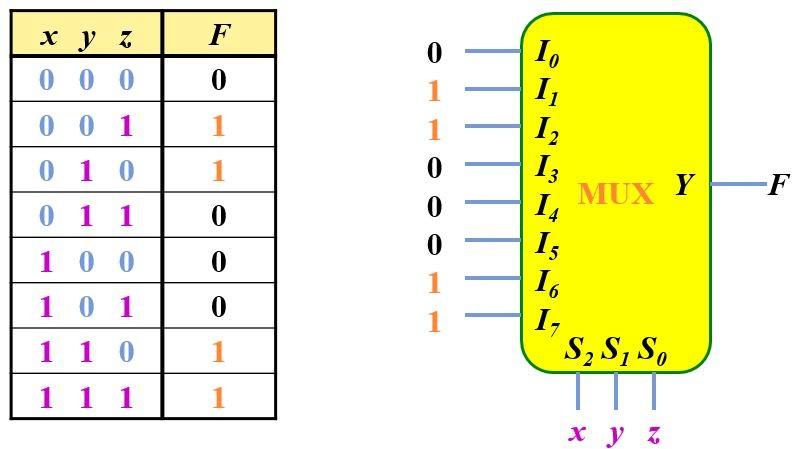 x y z F
0 0 0 0
0 0 1 1
0 1 0 1
0 1 1 0
1 0 0 0
1 0 1 0
1 1 0 1
1 1 1 1
0 I0
1 I1
1 I2
0 I3
0 I4
0 I5
1 I6
1 I7
MUX Y F
S2 S1 S0
x y z